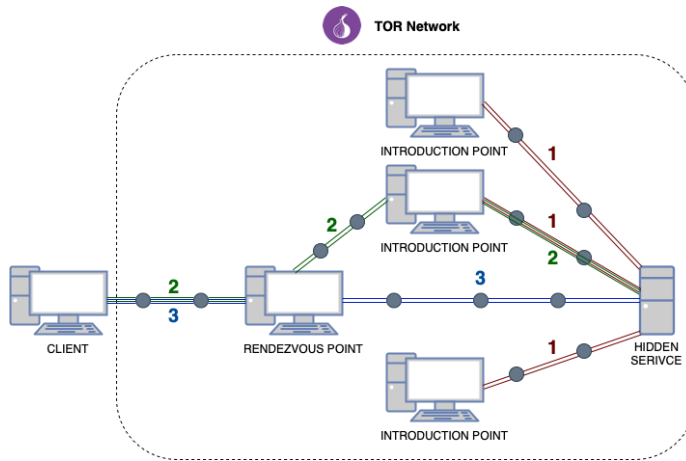 TOR Network
INTRODUCTION POINT
1
INTRODUCTION POINT
2
1
2
2
3
3
CLIENT
RENDEZVOUS POINT
HIDDEN
SERIVCE
1
INTRODUCTION POINT